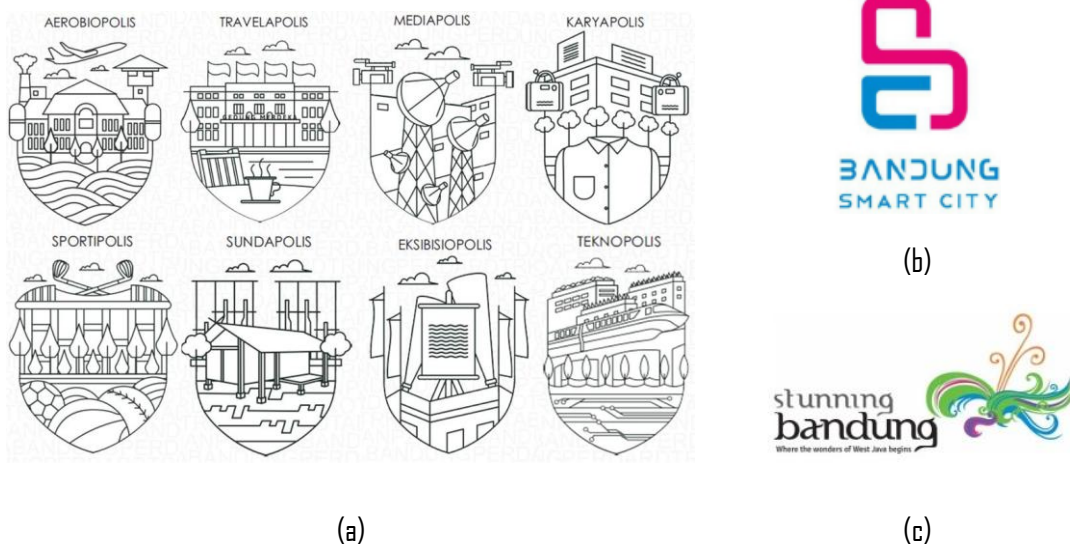 AEROBIOPOLIS
TRAVELAPOLIS
MEDIAPOLIS
KARYAPOLIS
SPORTIPOLIS
SUNDAPOLIS
EKSIBISIOPOLIS
TEKNOPOLIS
(a)
BANDUNG
SMART CITY
(b)
stunning
bandung
Where the wonders of West Java begins
(c)